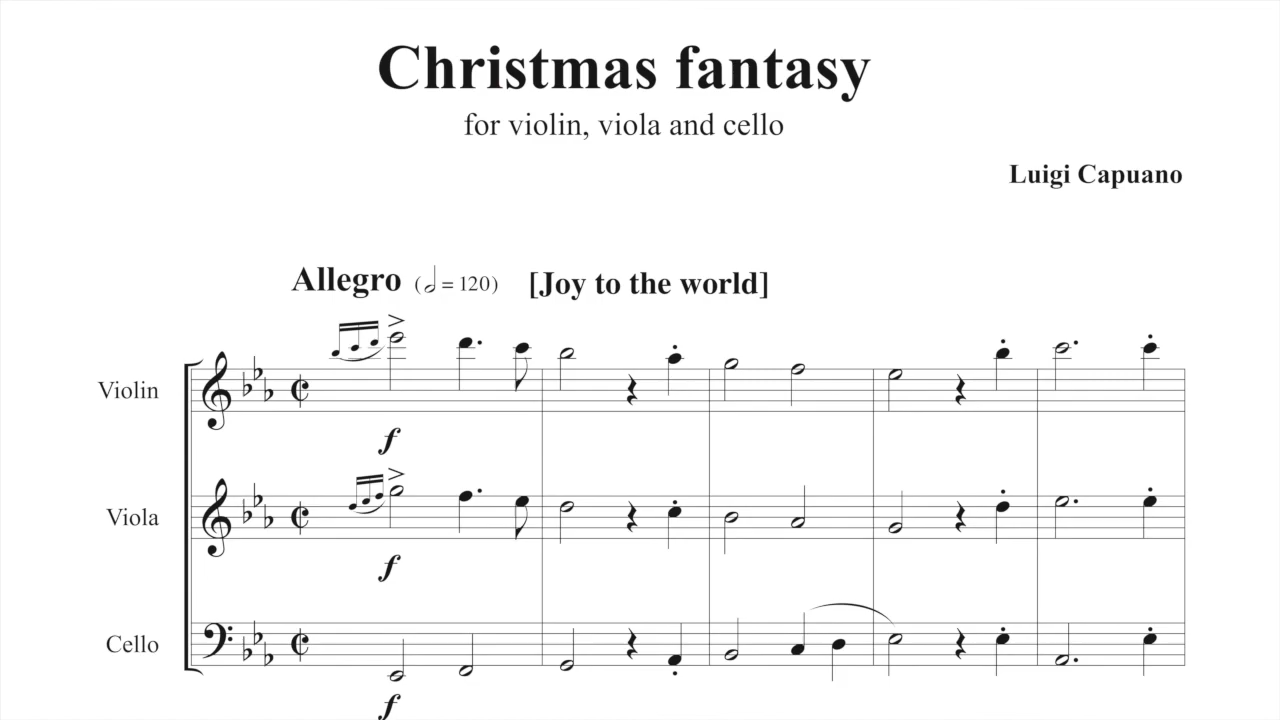 Christmas fantasy
for violin, viola and cello
Luigi Capuano
Allegro (𝅗𝅥 = 120) [Joy to the world]
Violin
f
Viola
f
Cello
f